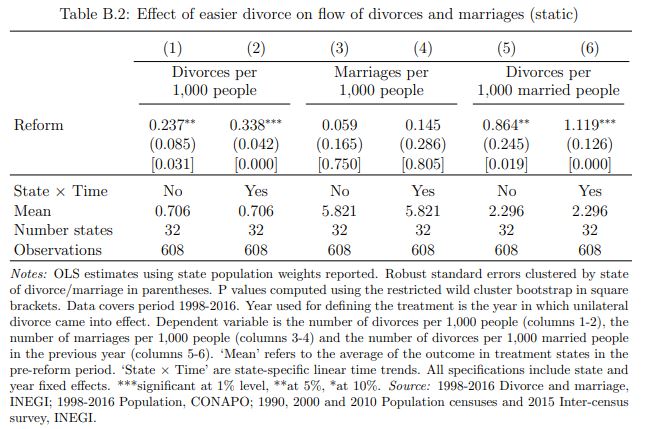 Table B.2: Effect of easier divorce on flow of divorces and marriages (static)
(1) (2) (3) (4) (5) (6)
Divorces per Marriages per Divorces per
1,000 people 1,000 people 1,000 married people
Reform 0.237** 0.338*** 0.059 0.145 0.864** 1.119***
(0.085) (0.042) (0.165) (0.286) (0.245) (0.126)
[0.031] [0.000] [0.750] [0.805] [0.019] [0.000]
State × Time No Yes No Yes No Yes
Mean 0.706 0.706 5.821 5.821 2.296 2.296
Number states 32 32 32 32 32 32
Observations 608 608 608 608 608 608
Notes: OLS estimates using state population weights reported. Robust standard errors clustered by state
of divorce/marriage in parentheses. P values computed using the restricted wild cluster bootstrap in square
brackets. Data covers period 1998-2016. Year used for defining the treatment is the year in which unilateral
divorce came into effect. Dependent variable is the number of divorces per 1,000 people (columns 1-2), the
number of marriages per 1,000 people (columns 3-4) and the number of divorces per 1,000 married people
in the previous year (columns 5-6). ‘Mean’ refers to the average of the outcome in treatment states in the
pre-reform period. ‘State × Time’ are state-specific linear time trends. All specifications include state and
year fixed effects. ***significant at 1% level, **at 5%, *at 10%. Source: 1998-2016 Divorce and marriage,
INEGI; 1998-2016 Population, CONAPO; 1990, 2000 and 2010 Population censuses and 2015 Inter-census
survey, INEGI.